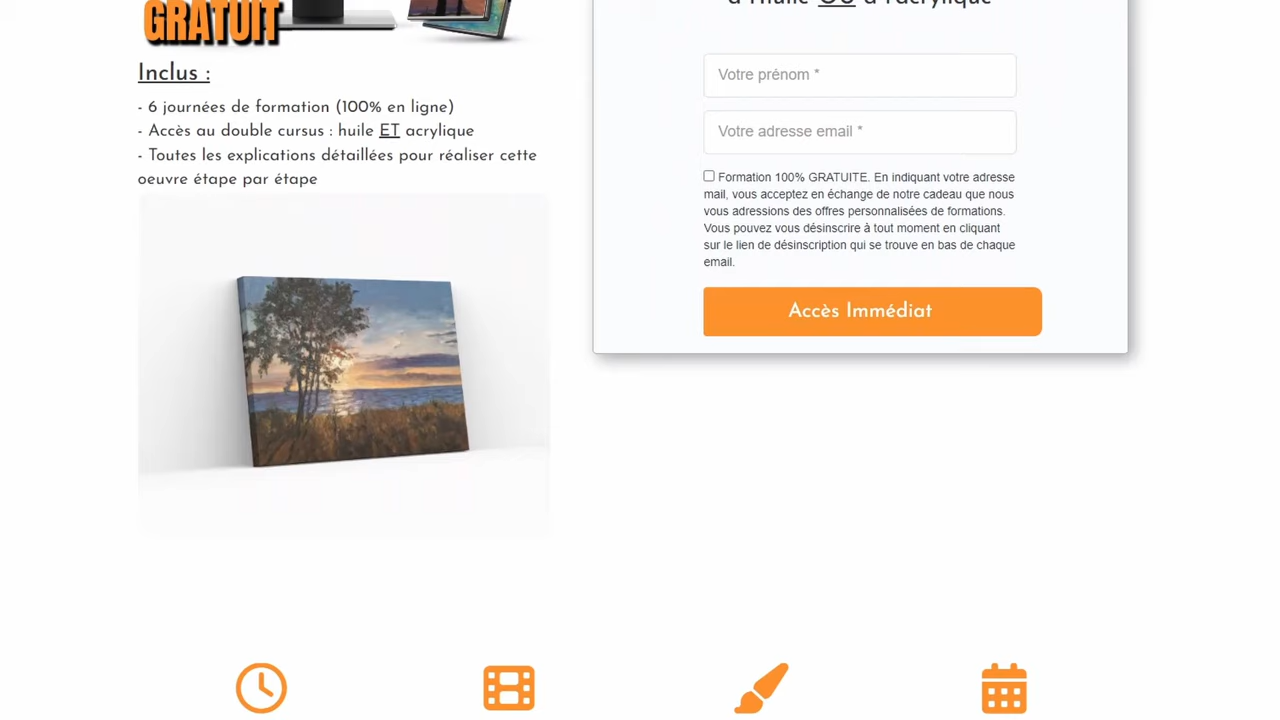 GRATUIT
Inclus :
- 6 journées de formation (100% en ligne)
- Accès au double cursus : huile ET acrylique
- Toutes les explications détaillées pour réaliser cette
oeuvre étape par étape
à l'huile OU à l'acrylique
Votre prénom *
Votre adresse email *
Formation 100% GRATUITE. En indiquant votre adresse
mail, vous acceptez en échange de notre cadeau que nous
vous adressions des offres personnalisées de formations.
Vous pouvez vous désinscrire à tout moment en cliquant
sur le lien de désinscription qui se trouve en bas de chaque
email.
Accès Immédiat